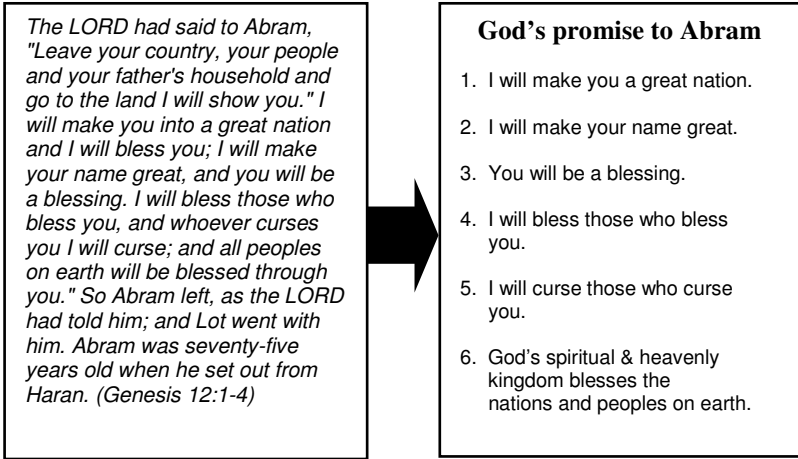 The LORD had said to Abram,
"Leave your country, your people
and your father's household and
go to the land I will show you." I
will make you into a great nation
and I will bless you; I will make
your name great, and you will be
a blessing. I will bless those who
bless you, and whoever curses
you I will curse; and all peoples
on earth will be blessed through
you." So Abram left, as the LORD
had told him; and Lot went with
him. Abram was seventy-five
years old when he set out from
Haran. (Genesis 12:1-4)
God's promise to Abram
1. I will make you a great nation.
2. I will make your name great.
3. You will be a blessing.
4. I will bless those who bless
you.
5. I will curse those who curse
you.
6. God's spiritual & heavenly
kingdom blesses the
nations and peoples on earth.